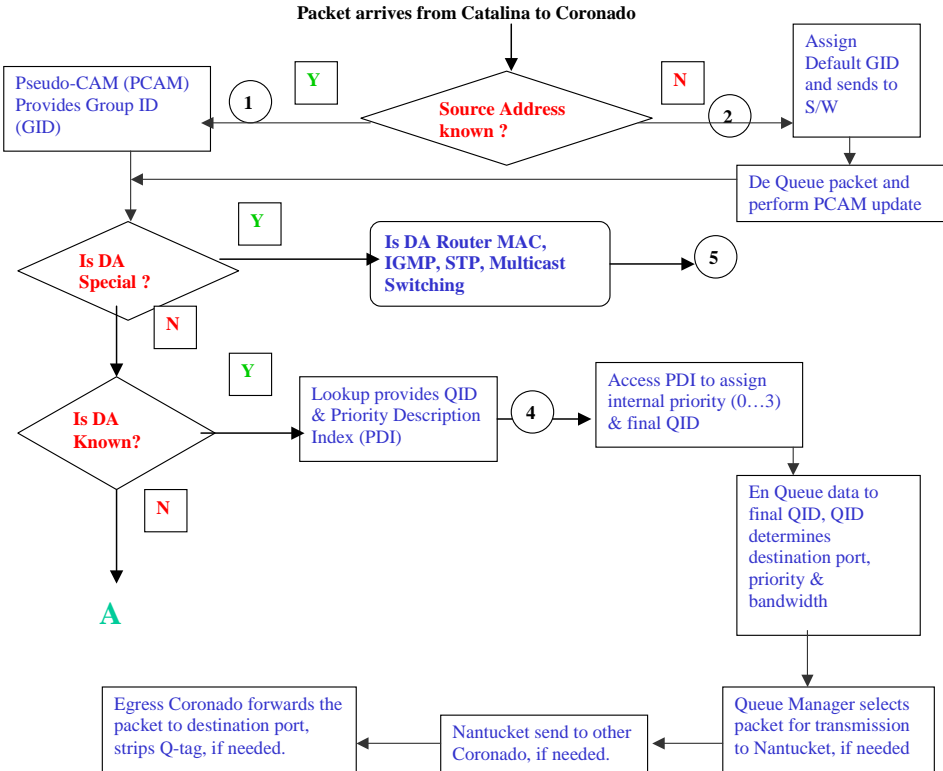 Packet arrives from Catalina to Coronado
Pseudo-CAM (PCAM)
Provides Group ID
(GID)
1
Y
Source Address
known ?
N
2
Assign
Default GID
and sends to
S/W
De Queue packet and
perform PCAM update
Is DA
Special ?
Y
Is DA Router MAC,
IGMP, STP, Multicast
Switching
5
N
Is DA
Known?
Y
Lookup provides QID
& Priority Description
Index (PDI)
4
Access PDI to assign
internal priority (0…3)
& final QID
N
A
En Queue data to
final QID, QID
determines
destination port,
priority &
bandwidth
Queue Manager selects
packet for transmission
to Nantucket, if needed
Nantucket send to other
Coronado, if needed.
Egress Coronado forwards the
packet to destination port,
strips Q-tag, if needed.